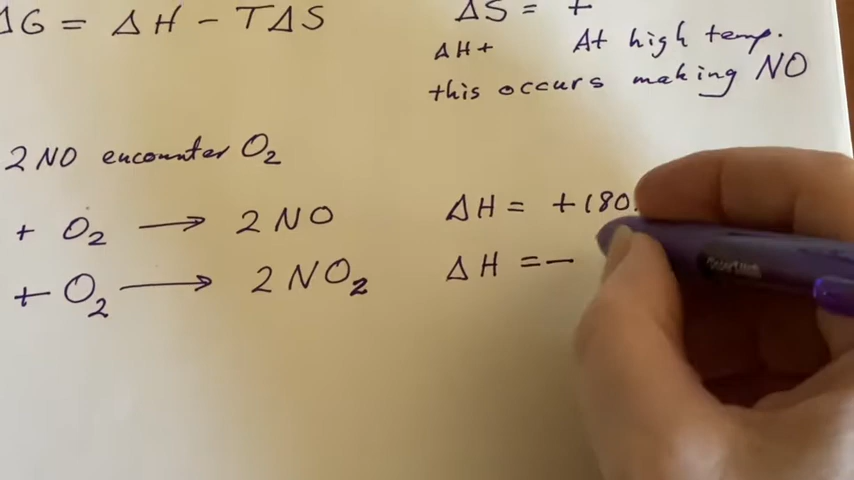 ΔG = ΔH - TΔS ΔS = +
ΔH+ At high temp.
this occurs making NO
2NO encounter O₂
+ O₂ → 2NO ΔH = +180.
+ O₂ → 2NO₂ ΔH = -